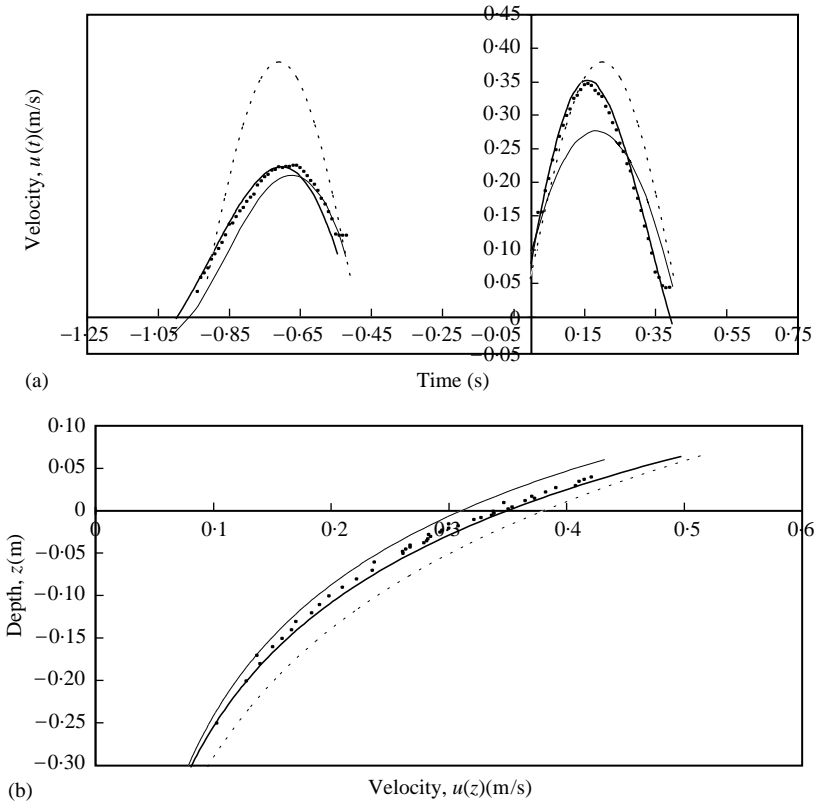 0·45
0·40
0·35
0·30
0·25
0·20
0·15
0·10
0·05
0
−0·05
Velocity, u(t)(m/s)
−1·25 −1·05 −0·85 −0·65 −0·45 −0·25 −0·05 0·15 0·35 0·55 0·75
(a)
Time (s)
0·10
0·05
0
−0·05
−0·10
−0·15
−0·20
−0·25
−0·30
Depth, z(m)
0 0·1 0·2 0·3 0·4 0·5 0·6
(b)
Velocity, u(z)(m/s)